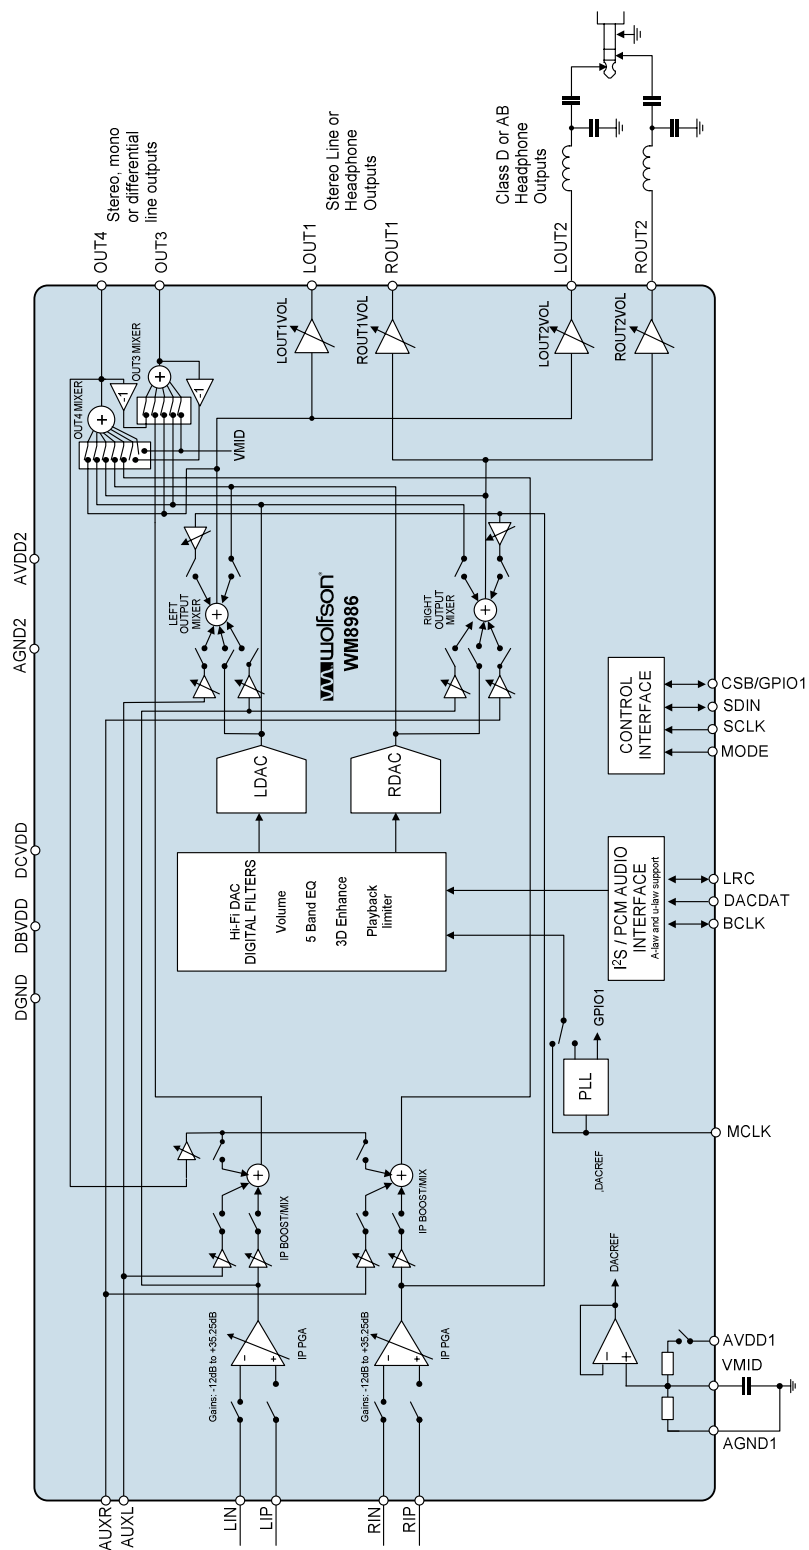 Stereo, mono
or differential
line outputs
OUT4
OUT3
Stereo Line or
Headphone
Outputs
LOUT1
ROUT1
Class D or AB
Headphone
Outputs
LOUT2
ROUT2
OUT4 MIXER
OUT3 MIXER
-1
-1
+
+
VMID
LOUT1VOL
ROUT1VOL
LOUT2VOL
ROUT2VOL
AVDD2
AGND2
DCVDD
DBVDD
DGND
LEFT
OUTPUT
MIXER
+
wolfson®
WM8986
RIGHT
OUTPUT
MIXER
+
LDAC
RDAC
Hi-Fi DAC
DIGITAL FILTERS
Volume
5 Band EQ
3D Enhance
Playback
limiter
CONTROL
INTERFACE
CSB/GPIO1
SDIN
SCLK
MODE
I2S / PCM AUDIO
INTERFACE
A-law and u-law support
LRC
DACDAT
BCLK
PLL
GPIO1
MCLK
DACREF
+
IP BOOST/MIX
+
IP BOOST/MIX
Gains: -12dB to +35.25dB
IP PGA
- +
Gains: -12dB to +35.25dB
IP PGA
- +
DACREF
- +
AVDD1
VMID
AGND1
AUXR
AUXL
LIN
LIP
RIN
RIP